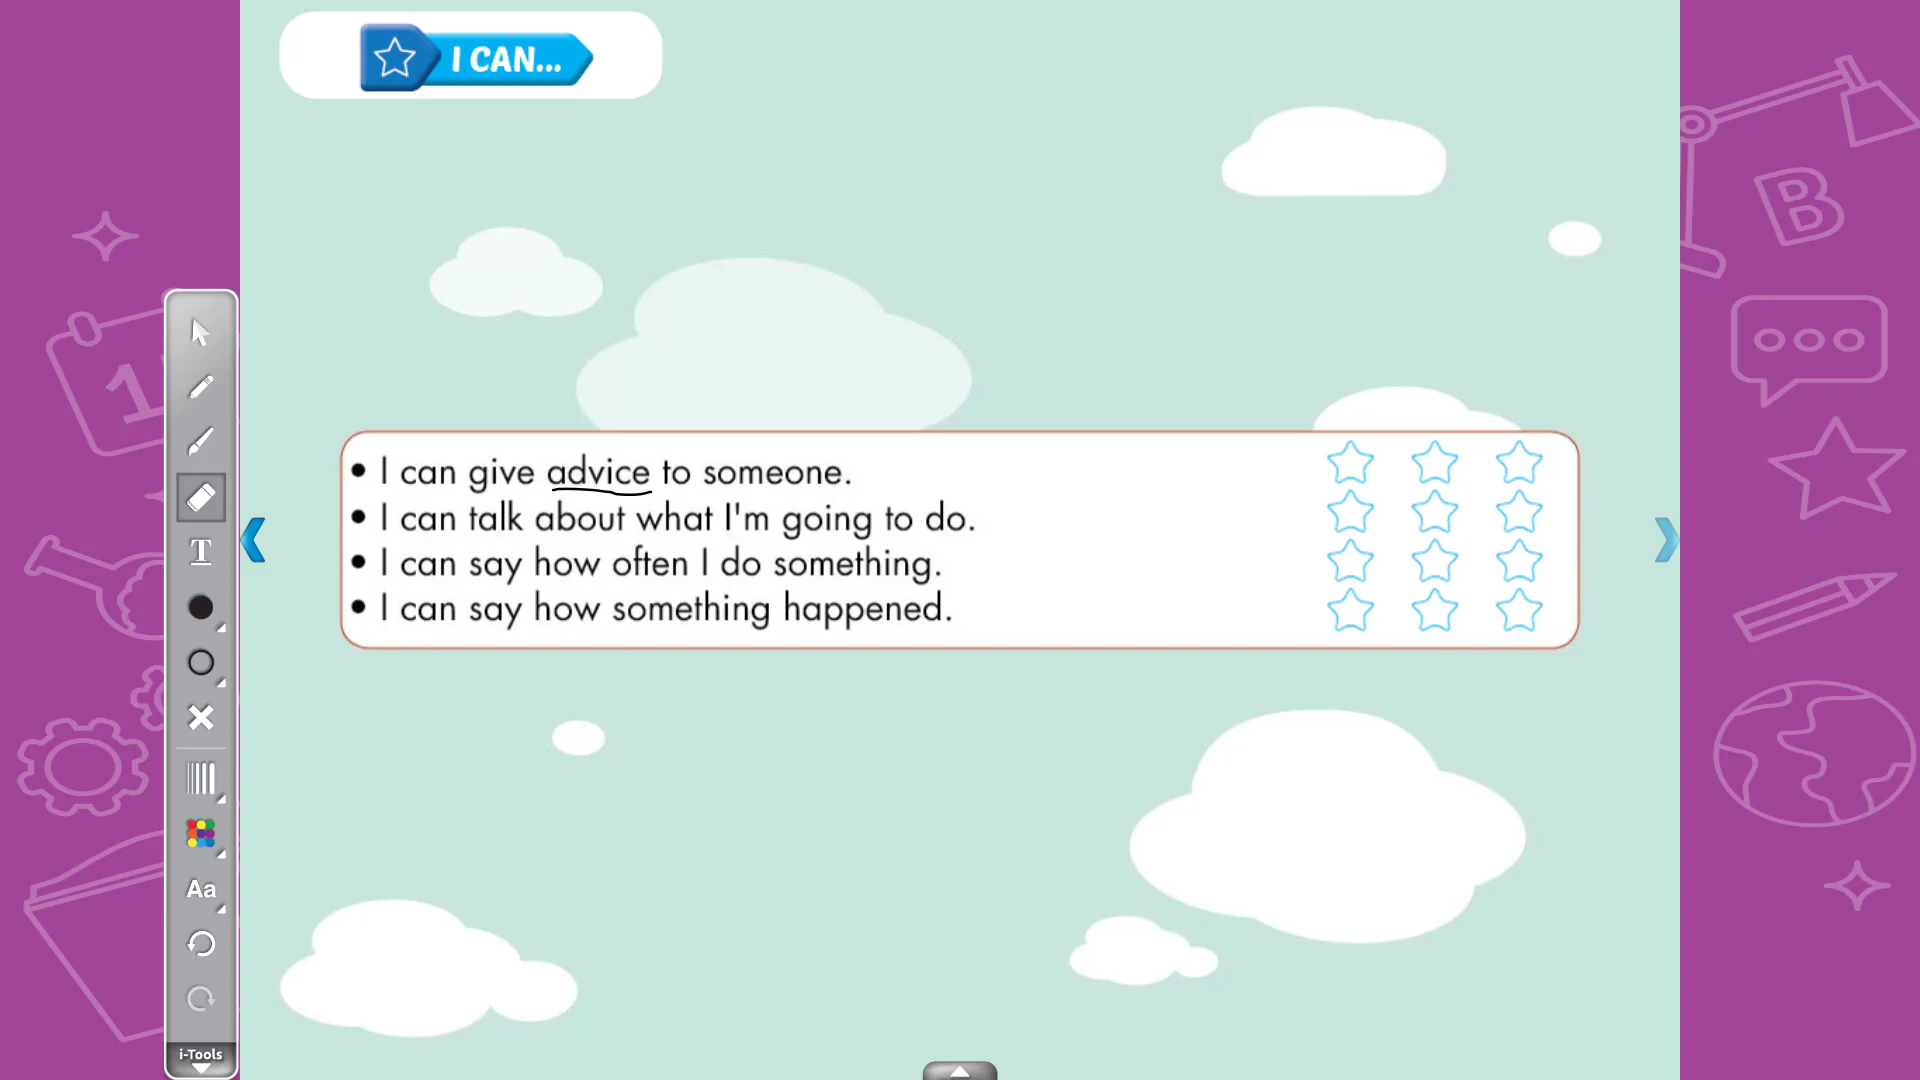 I CAN...
• I can give advice to someone.
• I can talk about what I'm going to do.
• I can say how often I do something.
• I can say how something happened.
1
B
T
Aa
i-Tools